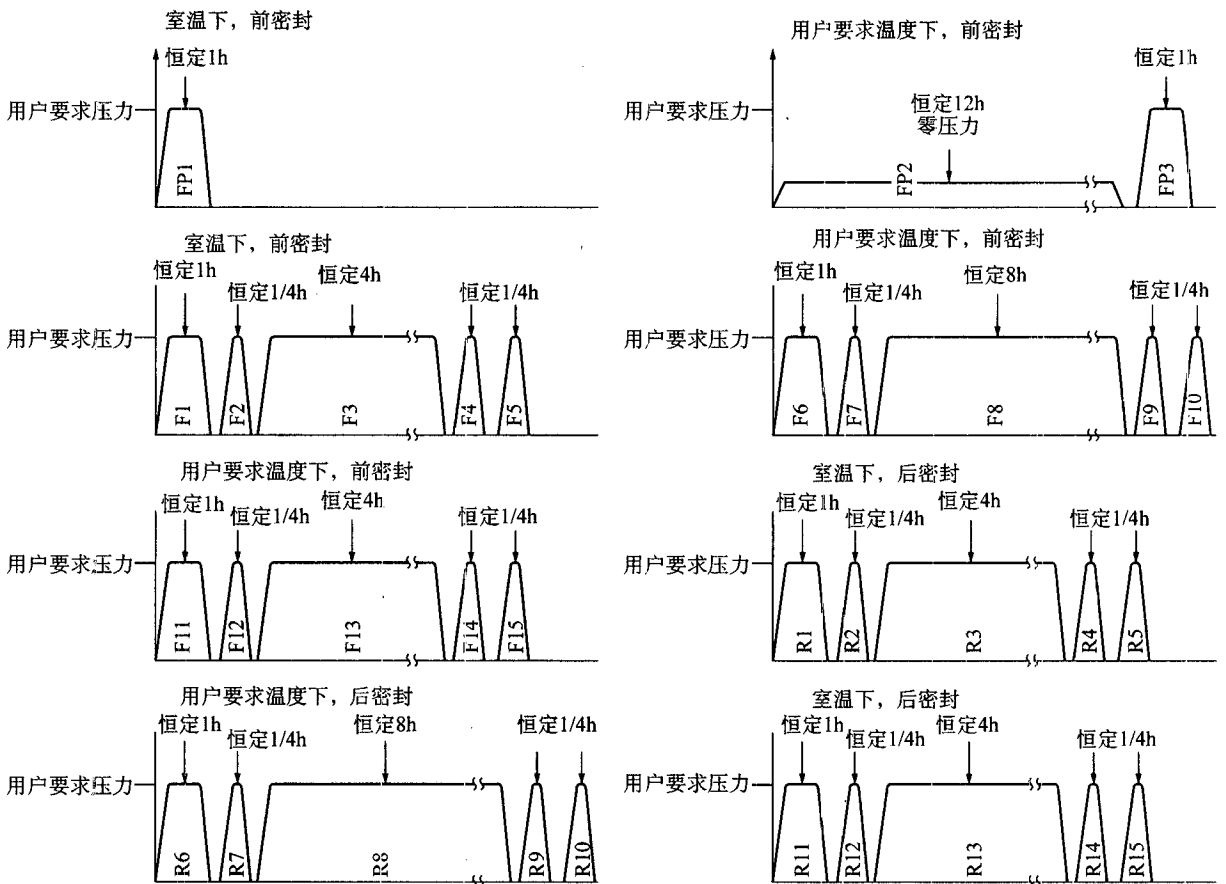 室温下，前密封
恒定1h
用户要求压力
FP1
用户要求温度下，前密封
恒定1h
用户要求压力
恒定12h
零压力
FP2
FP3
室温下，前密封
恒定1h
恒定1/4h
恒定4h
恒定1/4h
用户要求压力
F1
F2
F3
F4
F5
用户要求温度下，前密封
恒定1h
恒定1/4h
恒定8h
恒定1/4h
用户要求压力
F6
F7
F8
F9
F10
用户要求温度下，前密封
恒定1h
恒定1/4h
恒定4h
恒定1/4h
用户要求压力
F11
F12
F13
F14
F15
室温下，后密封
恒定1h
恒定1/4h
恒定4h
恒定1/4h
用户要求压力
R1
R2
R3
R4
R5
用户要求温度下，后密封
恒定1h
恒定1/4h
恒定8h
恒定1/4h
用户要求压力
R6
R7
R8
R9
R10
室温下，后密封
恒定1h
恒定1/4h
恒定4h
恒定1/4h
用户要求压力
R11
R12
R13
R14
R15